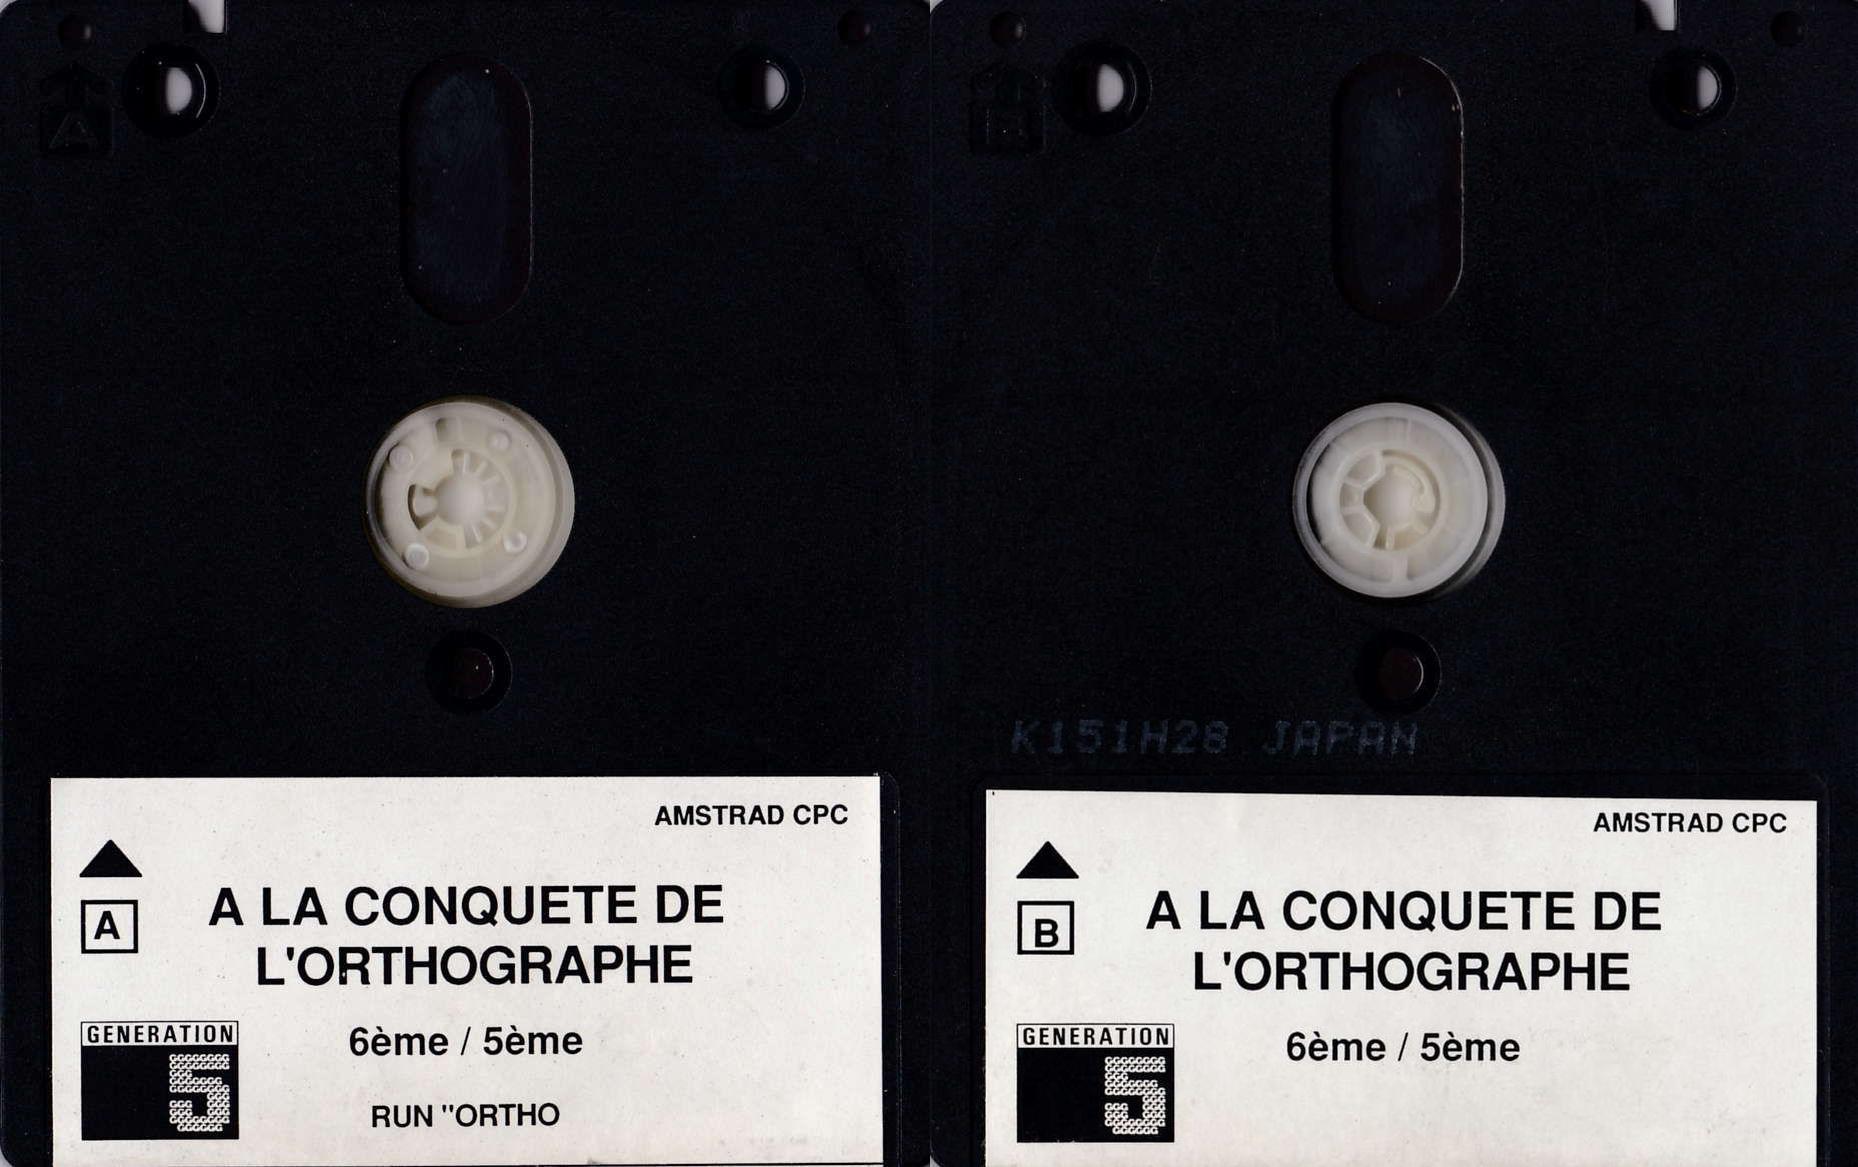 AMSTRAD CPC
A
A LA CONQUETE DE
L'ORTHOGRAPHE
GENERATION
5
6ème / 5ème
RUN "ORTHO
K151H28 JAPAN
AMSTRAD CPC
B
A LA CONQUETE DE
L'ORTHOGRAPHE
GENERATION
5
6ème / 5ème